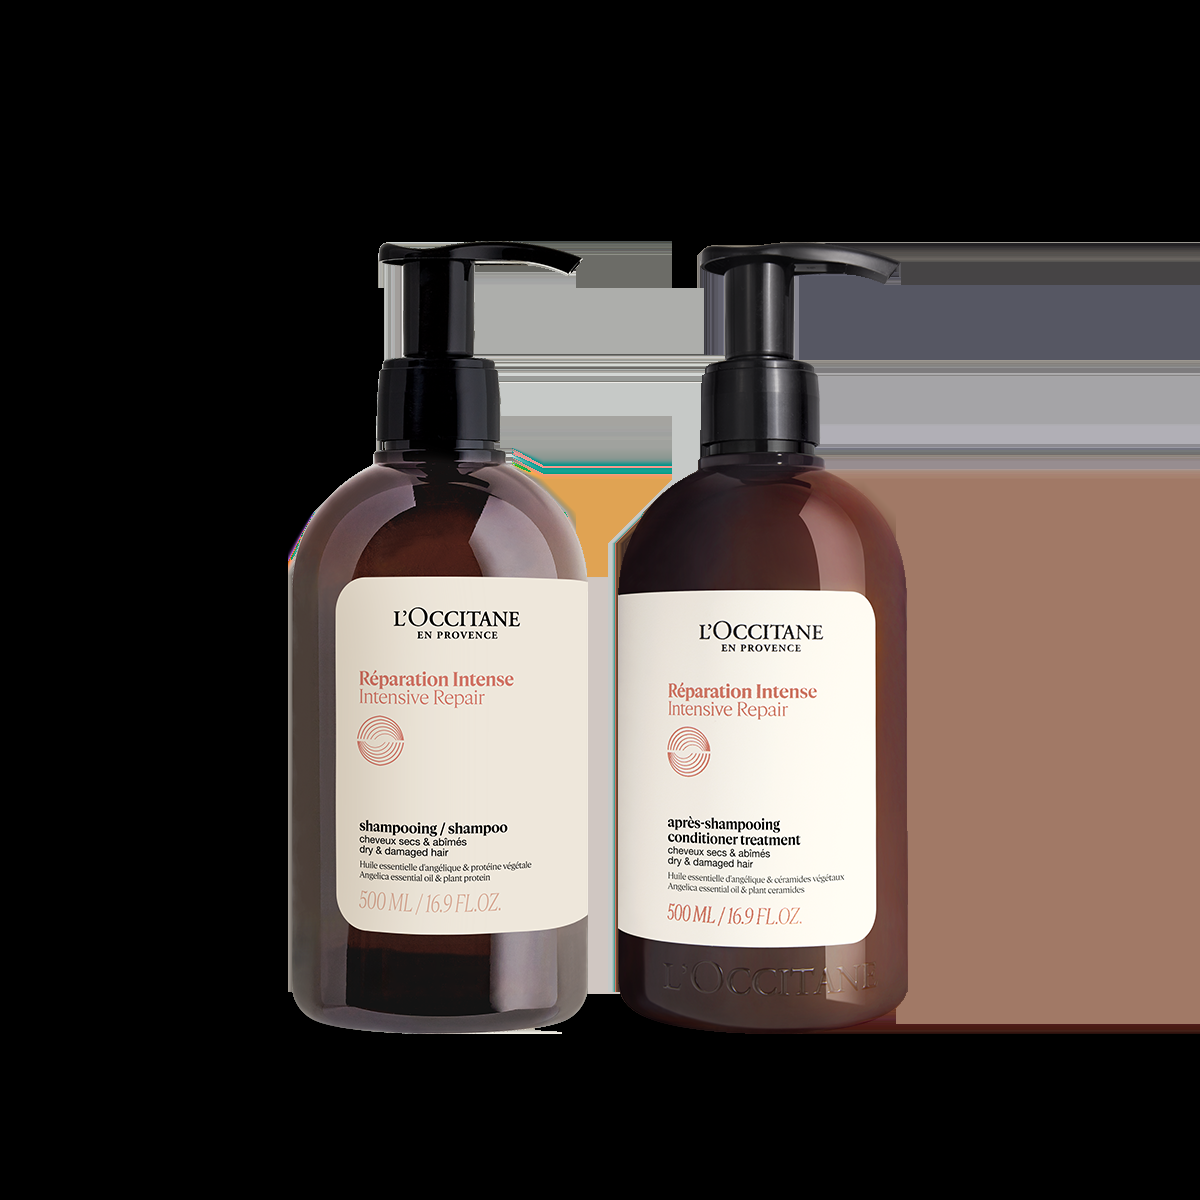 L'OCCITANE
EN PROVENCE
Réparation Intense
Intensive Repair
shampooing / shampoo
cheveux secs & abîmés
dry & damaged hair
Huile essentielle d'angélique & protéine végétale
Angelica essential oil & plant protein
500 ML / 16.9 FL.OZ.
L'OCCITANE
EN PROVENCE
Réparation Intense
Intensive Repair
après-shampooing
conditioner treatment
cheveux secs & abîmés
dry & damaged hair
Huile essentielle d'angélique & céramides végétaux
Angelica essential oil & plant ceramides
500 ML / 16.9 FL.OZ.
L'OCCITANE